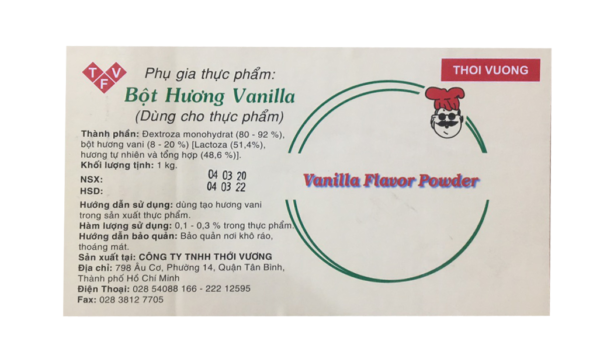 TFV
Phụ gia thực phẩm:
Bột Hương Vanilla
(Dùng cho thực phẩm)
Thành phần: Đextroza monohydrat (80 - 92 %),
bột hương vani (8 - 20 %) [Lactoza (51,4%),
hương tự nhiên và tổng hợp (48,6 %)].
Khối lượng tịnh: 1 kg.
NSX: 04 03 20
HSD: 04 03 22
Hướng dẫn sử dụng: dùng tạo hương vani
trong sản xuất thực phẩm.
Hàm lượng sử dụng: 0,1 - 0,3 % trong thực phẩm.
Hướng dẫn bảo quản: Bảo quản nơi khô ráo,
thoáng mát.
Sản xuất tại: CÔNG TY TNHH THỚI VƯƠNG
Địa chỉ: 798 Âu Cơ, Phường 14, Quận Tân Bình,
Thành phố Hồ Chí Minh
Điện Thoại: 028 54088 166 - 222 12595
Fax: 028 3812 7705
THOI VUONG
Vanilla Flavor Powder